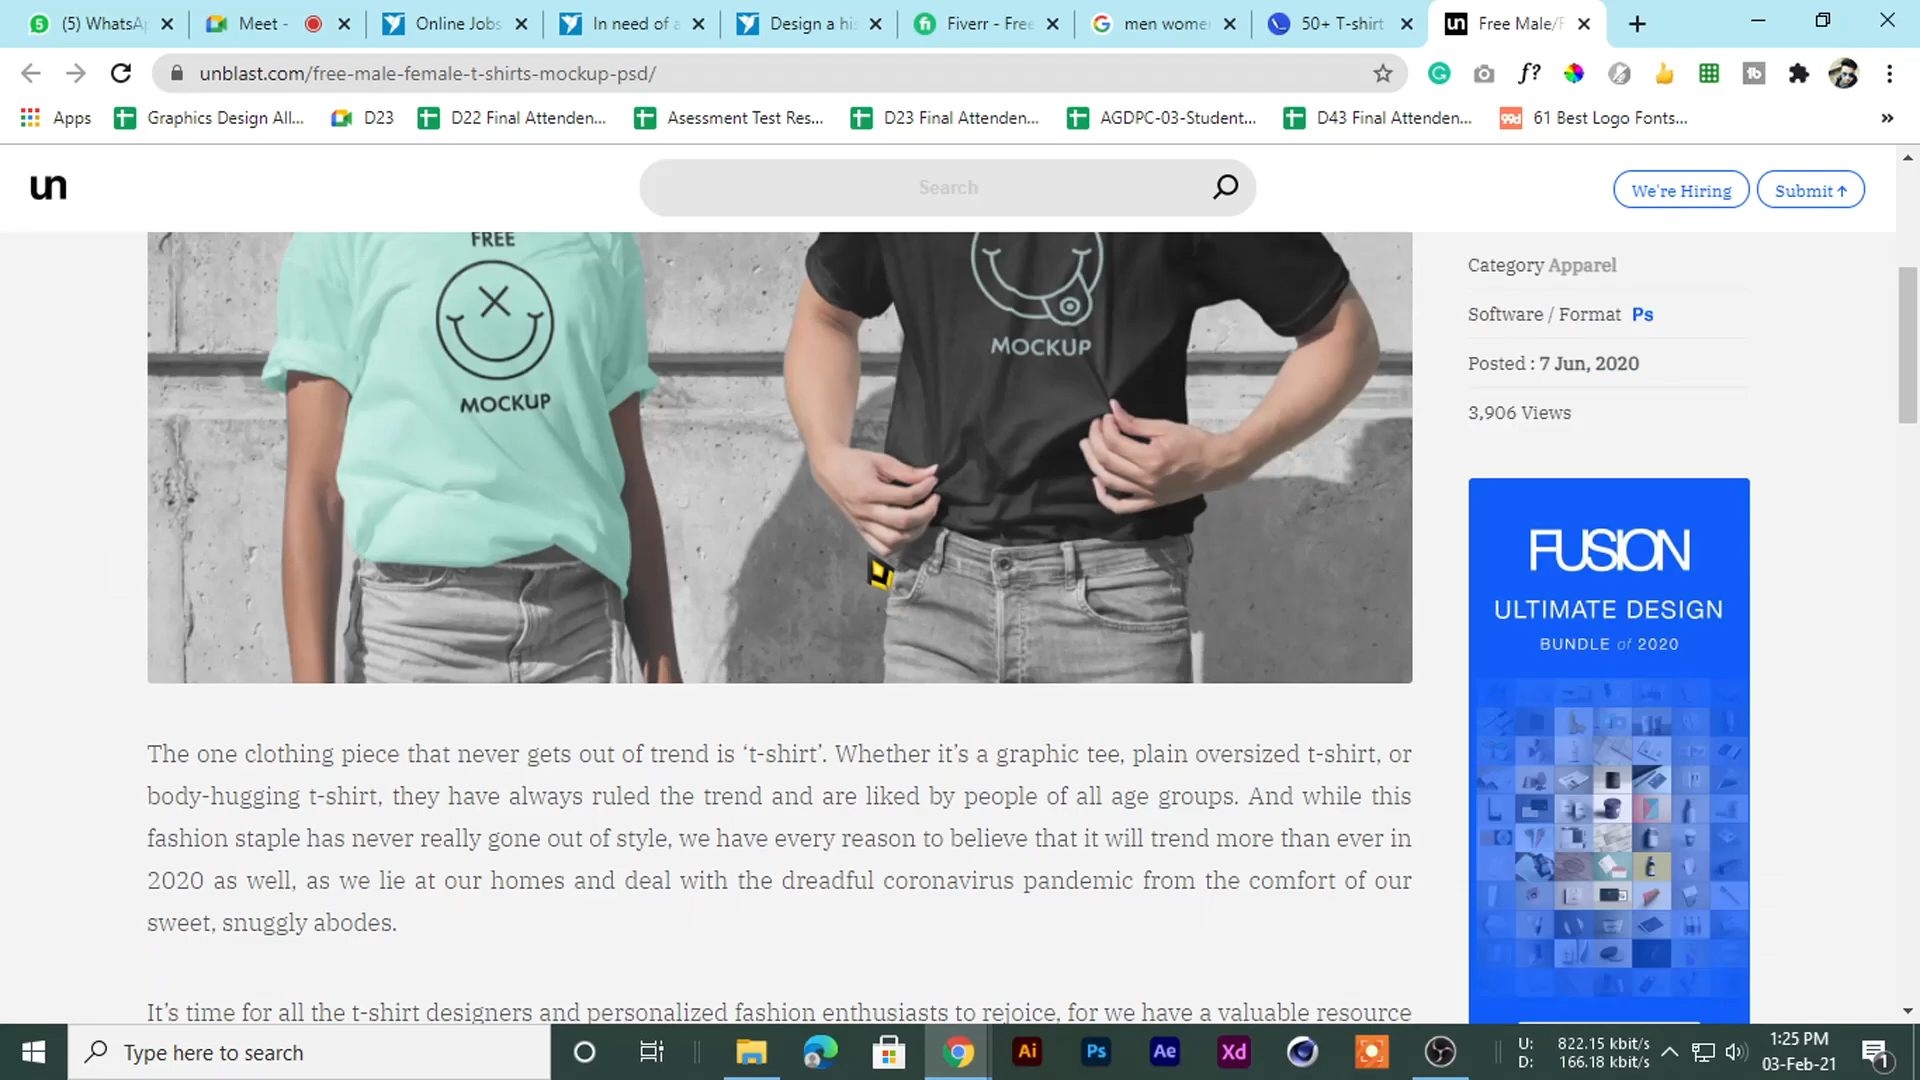 (5) WhatsAp
Meet -
Online Jobs
In need of a
Design a his
Fiverr - Free
men wome
50+ T-shirt
Free Male/F
unblast.com/free-male-female-t-shirts-mockup-psd/
Apps
Graphics Design All...
D23
D22 Final Attenden...
Asessment Test Res...
D23 Final Attenden...
AGDPC-03-Student...
D43 Final Attenden...
61 Best Logo Fonts...
un
Search
We're Hiring
Submit ↑
FREE
MOCKUP
MOCKUP
Category Apparel
Software / Format Ps
Posted : 7 Jun, 2020
3,906 Views
FUSION
ULTIMATE DESIGN
BUNDLE of 2020
The one clothing piece that never gets out of trend is ‘t-shirt’. Whether it’s a graphic tee, plain oversized t-shirt, or
body-hugging t-shirt, they have always ruled the trend and are liked by people of all age groups. And while this
fashion staple has never really gone out of style, we have every reason to believe that it will trend more than ever in
2020 as well, as we lie at our homes and deal with the dreadful coronavirus pandemic from the comfort of our
sweet, snuggly abodes.
It’s time for all the t-shirt designers and personalized fashion enthusiasts to rejoice, for we have a valuable resource
Type here to search
Ai
Ps
Ae
Xd
U: 822.15 kbit/s
D: 166.18 kbit/s
1:25 PM
03-Feb-21
1